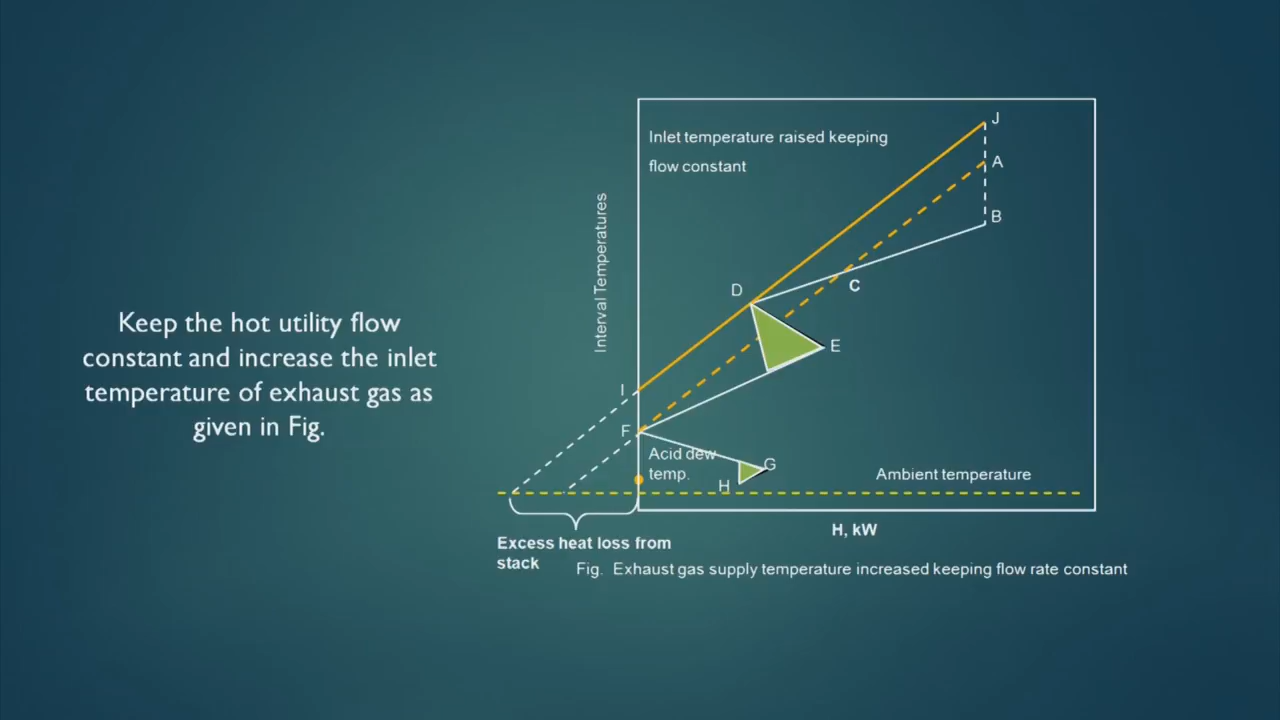 Keep the hot utility flow
constant and increase the inlet
temperature of exhaust gas as
given in Fig.
Inlet temperature raised keeping
flow constant
Interval Temperatures
J
A
B
C
D
E
I
F
Acid dew
temp.
G
H
Ambient temperature
H, kW
Excess heat loss from
stack
Fig. Exhaust gas supply temperature increased keeping flow rate constant